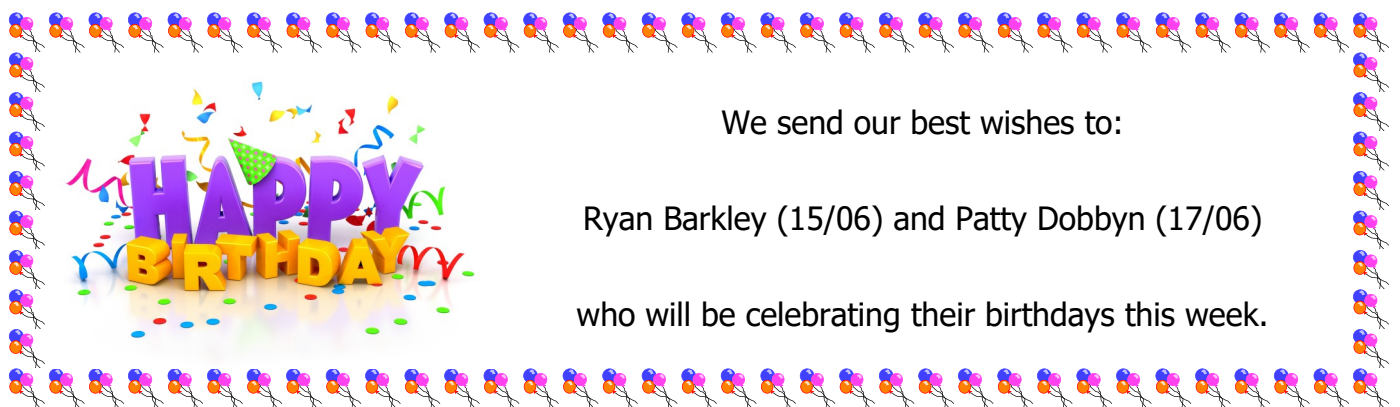 HAPPY
BIRTHDAY
We send our best wishes to:
Ryan Barkley (15/06) and Patty Dobbyn (17/06)
who will be celebrating their birthdays this week.